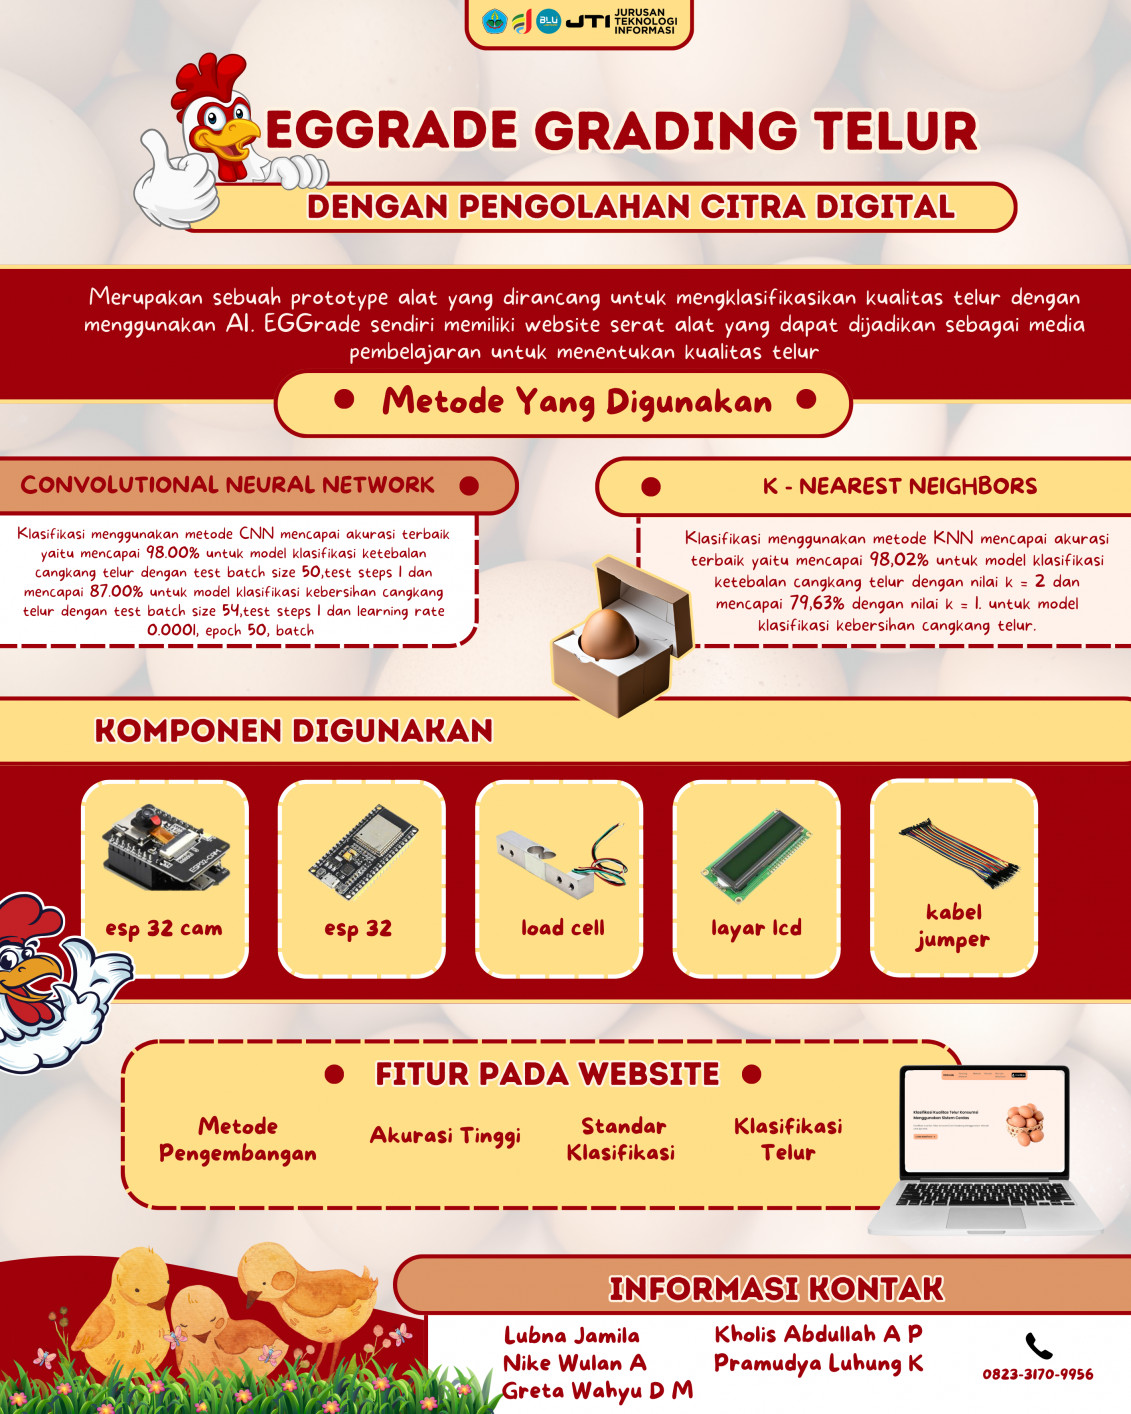 BLU
JTI
JURUSAN
TEKNOLOGI
INFORMASI
EGGRADE GRADING TELUR
DENGAN PENGOLAHAN CITRA DIGITAL
Merupakan sebuah prototype alat yang dirancang untuk mengklasifikasikan kualitas telur dengan
menggunakan AI. EGGrade sendiri memiliki website serat alat yang dapat dijadikan sebagai media
pembelajaran untuk menentukan kualitas telur
Metode Yang Digunakan
CONVOLUTIONAL NEURAL NETWORK
Klasifikasi menggunakan metode CNN mencapai akurasi terbaik
yaitu mencapai 98.00% untuk model klasifikasi ketebalan
cangkang telur dengan test batch size 50,test steps 1 dan
mencapai 87.00% untuk model klasifikasi kebersihan cangkang
telur dengan test batch size 54,test steps 1 dan learning rate
0.0001, epoch 50, batch
K - NEAREST NEIGHBORS
Klasifikasi menggunakan metode KNN mencapai akurasi
terbaik yaitu mencapai 98,02% untuk model klasifikasi
ketebalan cangkang telur dengan nilai k = 2 dan
mencapai 79,63% dengan nilai k = 1. untuk model
klasifikasi kebersihan cangkang telur.
KOMPONEN DIGUNAKAN
ESP32-CAM
esp 32 cam
esp 32
load cell
layar lcd
kabel
jumper
FITUR PADA WEBSITE
Metode
Pengembangan
Akurasi Tinggi
Standar
Klasifikasi
Klasifikasi
Telur
Klasifikasi Kualitas Telur Konsumsi
Menggunakan Sistem Cerdas
INFORMASI KONTAK
Lubna Jamila
Nike Wulan A
Greta Wahyu D M
Kholis Abdullah A P
Pramudya Luhung K
0823-3170-9956